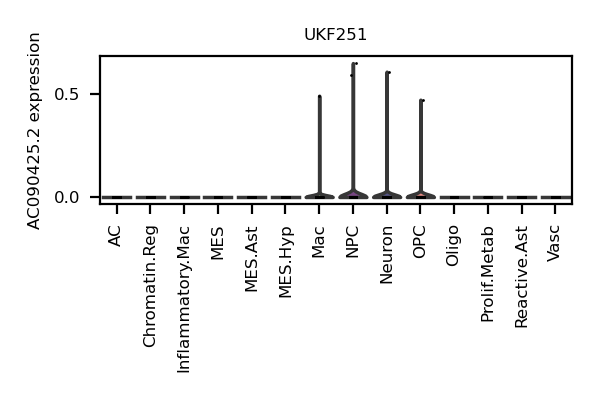 UKF251
AC090425.2 expression
0.5
0.0
AC
Chromatin.Reg
Inflammatory.Mac
MES
MES.Ast
MES.Hyp
Mac
NPC
Neuron
OPC
Oligo
Prolif.Metab
Reactive.Ast
Vasc